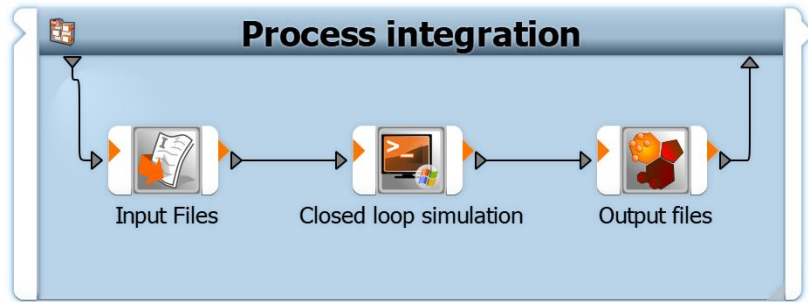 Process integration
Input Files
Closed loop simulation
Output files